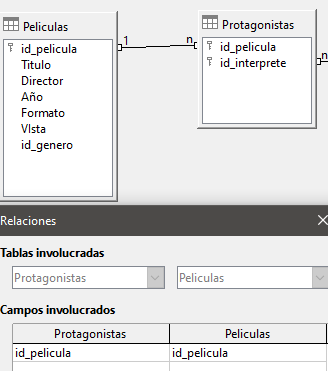 Peliculas
id_pelicula
Titulo
Director
Año
Formato
VIsta
id_genero
1
n
Protagonistas
id_pelicula
id_interprete
n
Relaciones
Tablas involucradas
Protagonistas
Peliculas
Campos involucrados
Protagonistas
Peliculas
id_pelicula
id_pelicula